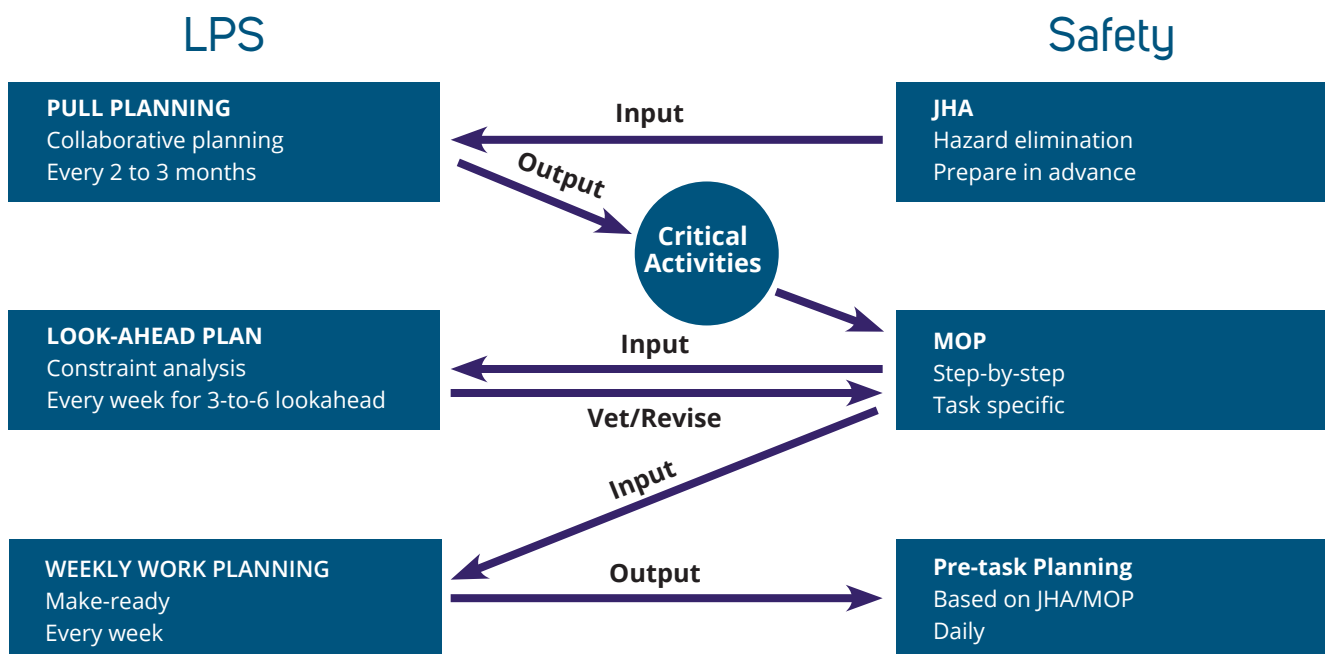 LPS
Safety
PULL PLANNING
Collaborative planning
Every 2 to 3 months
Input
JHA
Hazard elimination
Prepare in advance
Output
Critical
Activities
LOOK-AHEAD PLAN
Constraint analysis
Every week for 3-to-6 lookahead
Input
Vet/Revise
MOP
Step-by-step
Task specific
Input
WEEKLY WORK PLANNING
Make-ready
Every week
Output
Pre-task Planning
Based on JHA/MOP
Daily